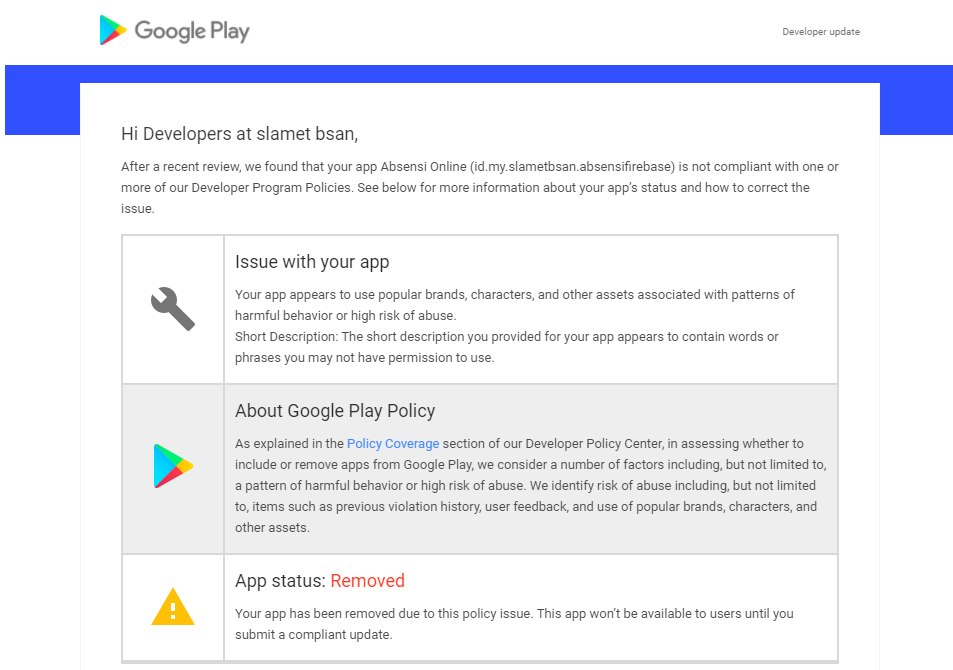 Google Play
Developer update
Hi Developers at slamet bsan,
After a recent review, we found that your app Absensi Online (id.my.slametbsan.absensifirebase) is not compliant with one or
more of our Developer Program Policies. See below for more information about your app's status and how to correct the
issue.
Issue with your app
Your app appears to use popular brands, characters, and other assets associated with patterns of
harmful behavior or high risk of abuse.
Short Description: The short description you provided for your app appears to contain words or
phrases you may not have permission to use.
About Google Play Policy
As explained in the Policy Coverage section of our Developer Policy Center, in assessing whether to
include or remove apps from Google Play, we consider a number of factors including, but not limited to,
a pattern of harmful behavior or high risk of abuse. We identify risk of abuse including, but not limited
to, items such as previous violation history, user feedback, and use of popular brands, characters, and
other assets.
App status: Removed
Your app has been removed due to this policy issue. This app won't be available to users until you
submit a compliant update.